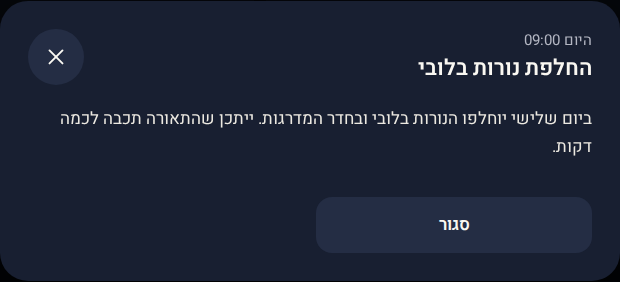 היום 09:00
החלפת נורות בלובי
ביום שלישי יוחלפו הנורות בלובי ובחדר המדרגות. ייתכן שהתאורה תכבה לכמה
דקות.
סגור